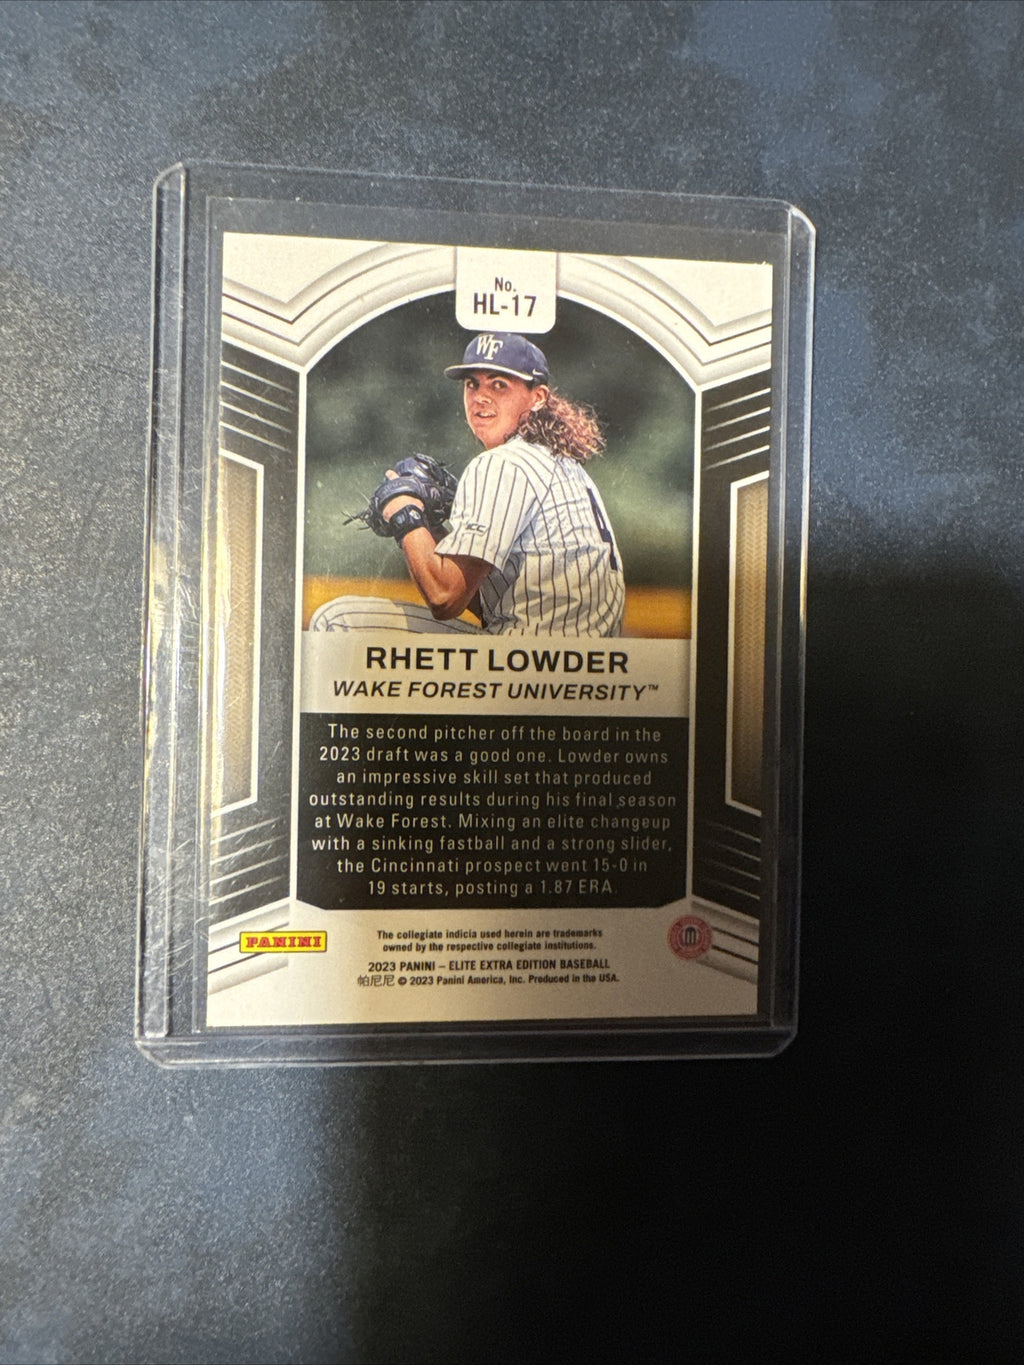 No.
HL-17
WF
RHETT LOWDER
WAKE FOREST UNIVERSITY™
The second pitcher off the board in the
2023 draft was a good one. Lowder owns
an impressive skill set that produced
outstanding results during his final season
at Wake Forest. Mixing an elite changeup
with a sinking fastball and a strong slider,
the Cincinnati prospect went 15-0 in
19 starts, posting a 1.87 ERA.
PANINI
The collegiate indicia used herein are trademarks
owned by the respective collegiate institutions.
2023 PANINI – ELITE EXTRA EDITION BASEBALL
帕尼尼 © 2023 Panini America, Inc. Produced in the USA.